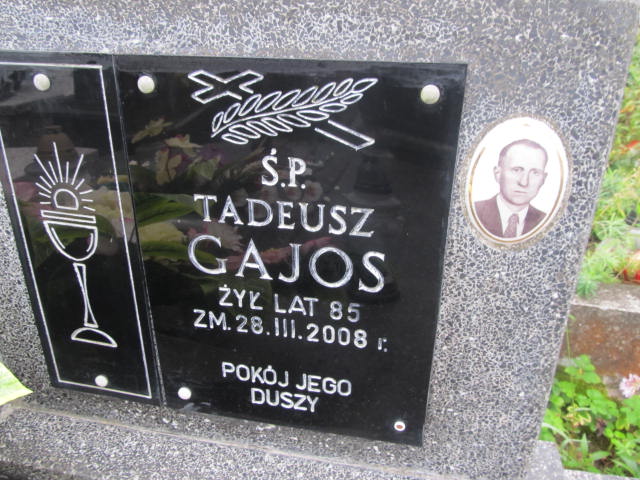 Ś.P.
TADEUSZ
GAJOS
ŻYŁ LAT 85
ZM. 28.III.2008 r.
POKÓJ JEGO
DUSZY